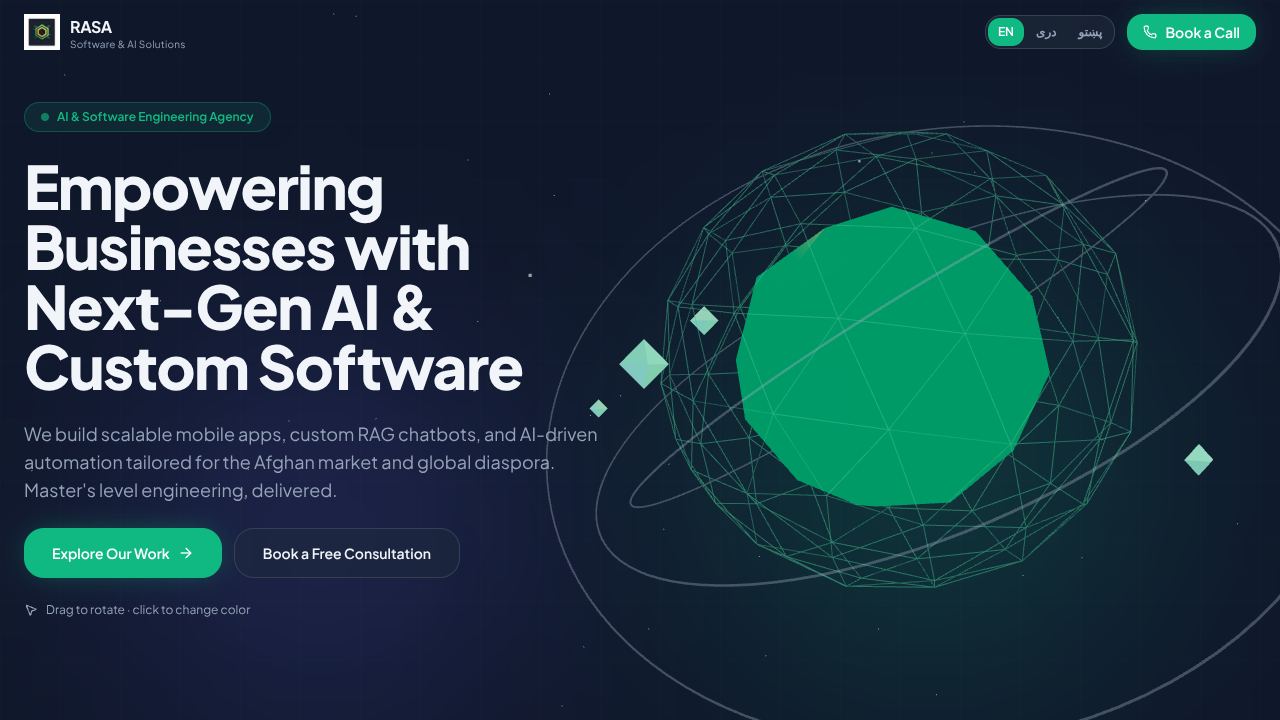 RASA
Software & AI Solutions
EN
دری
پښتو
Book a Call
AI & Software Engineering Agency
Empowering
Businesses with
Next-Gen AI &
Custom Software
We build scalable mobile apps, custom RAG chatbots, and AI-driven
automation tailored for the Afghan market and global diaspora.
Master's level engineering, delivered.
Explore Our Work →
Book a Free Consultation
Drag to rotate · click to change color